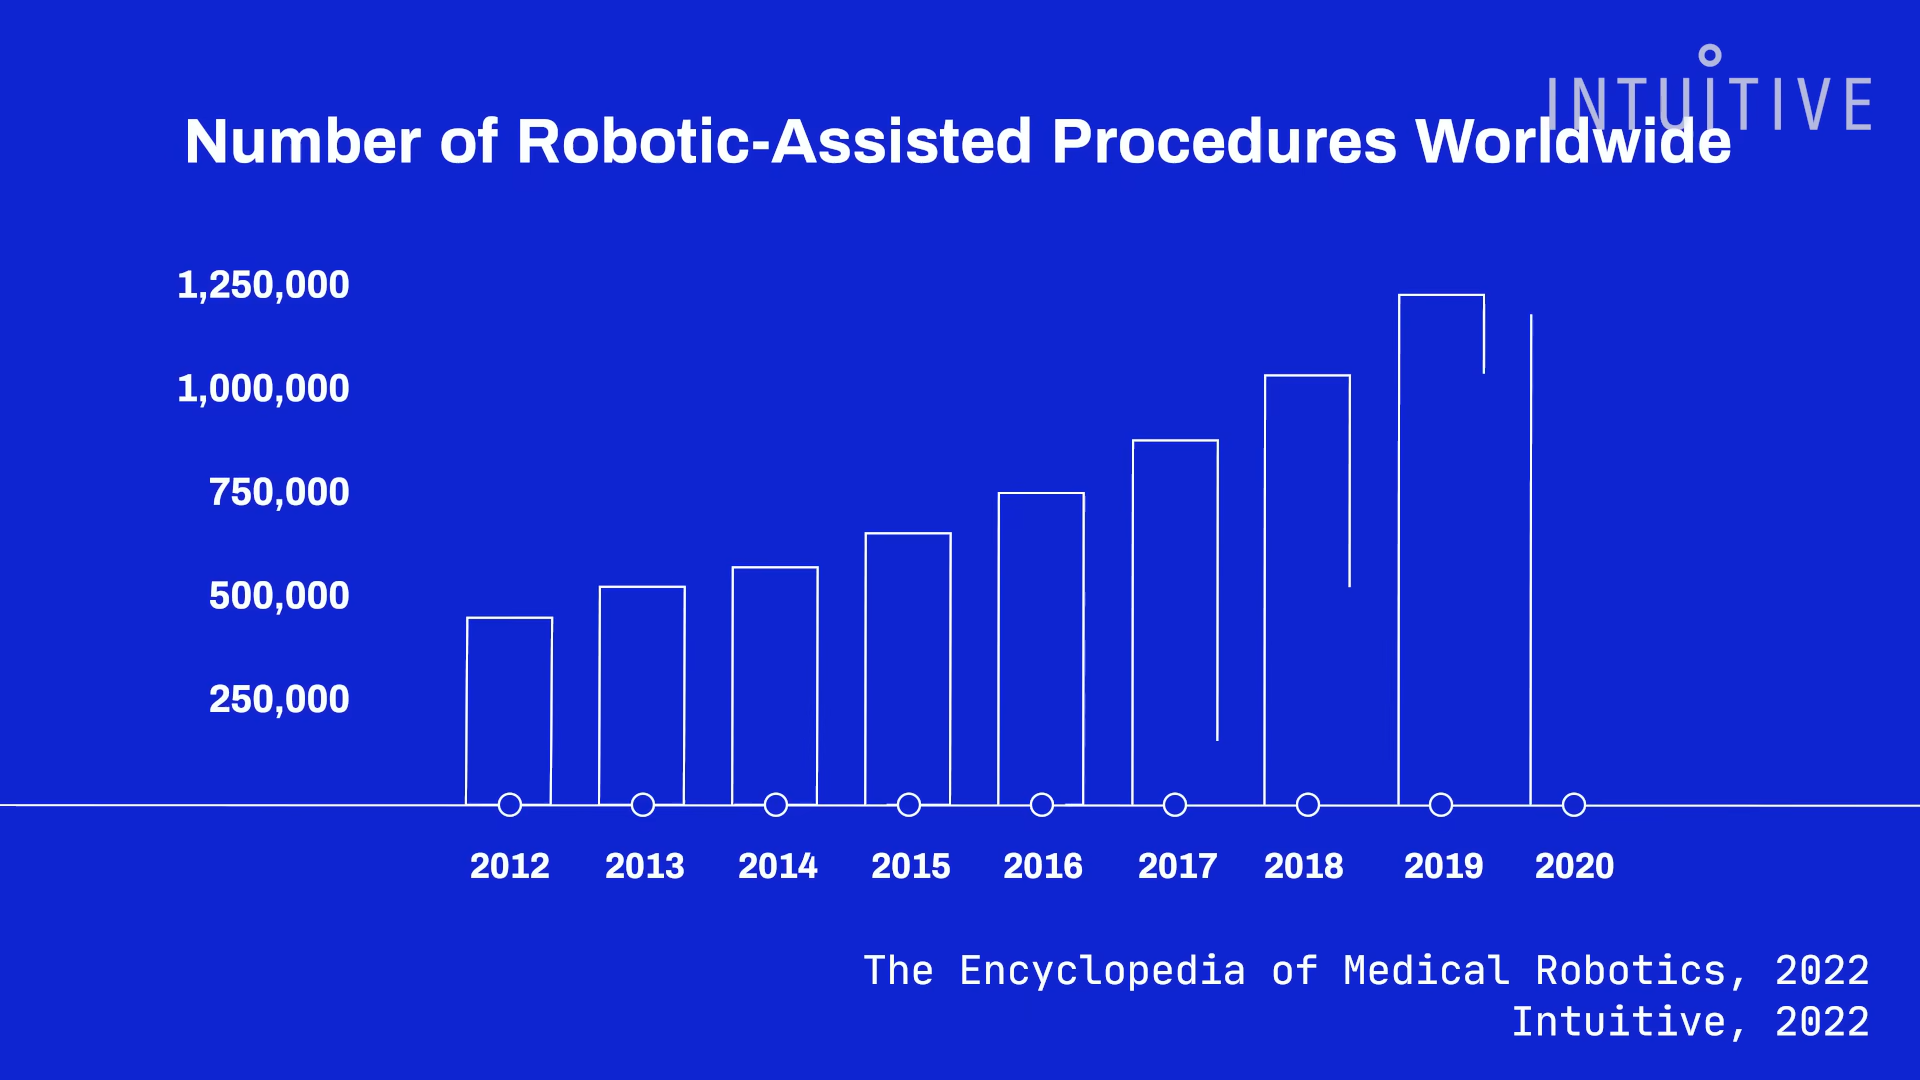 INTUITIVE
Number of Robotic-Assisted Procedures Worldwide
1,250,000
1,000,000
750,000
500,000
250,000
2012 2013 2014 2015 2016 2017 2018 2019 2020
The Encyclopedia of Medical Robotics, 2022
Intuitive, 2022